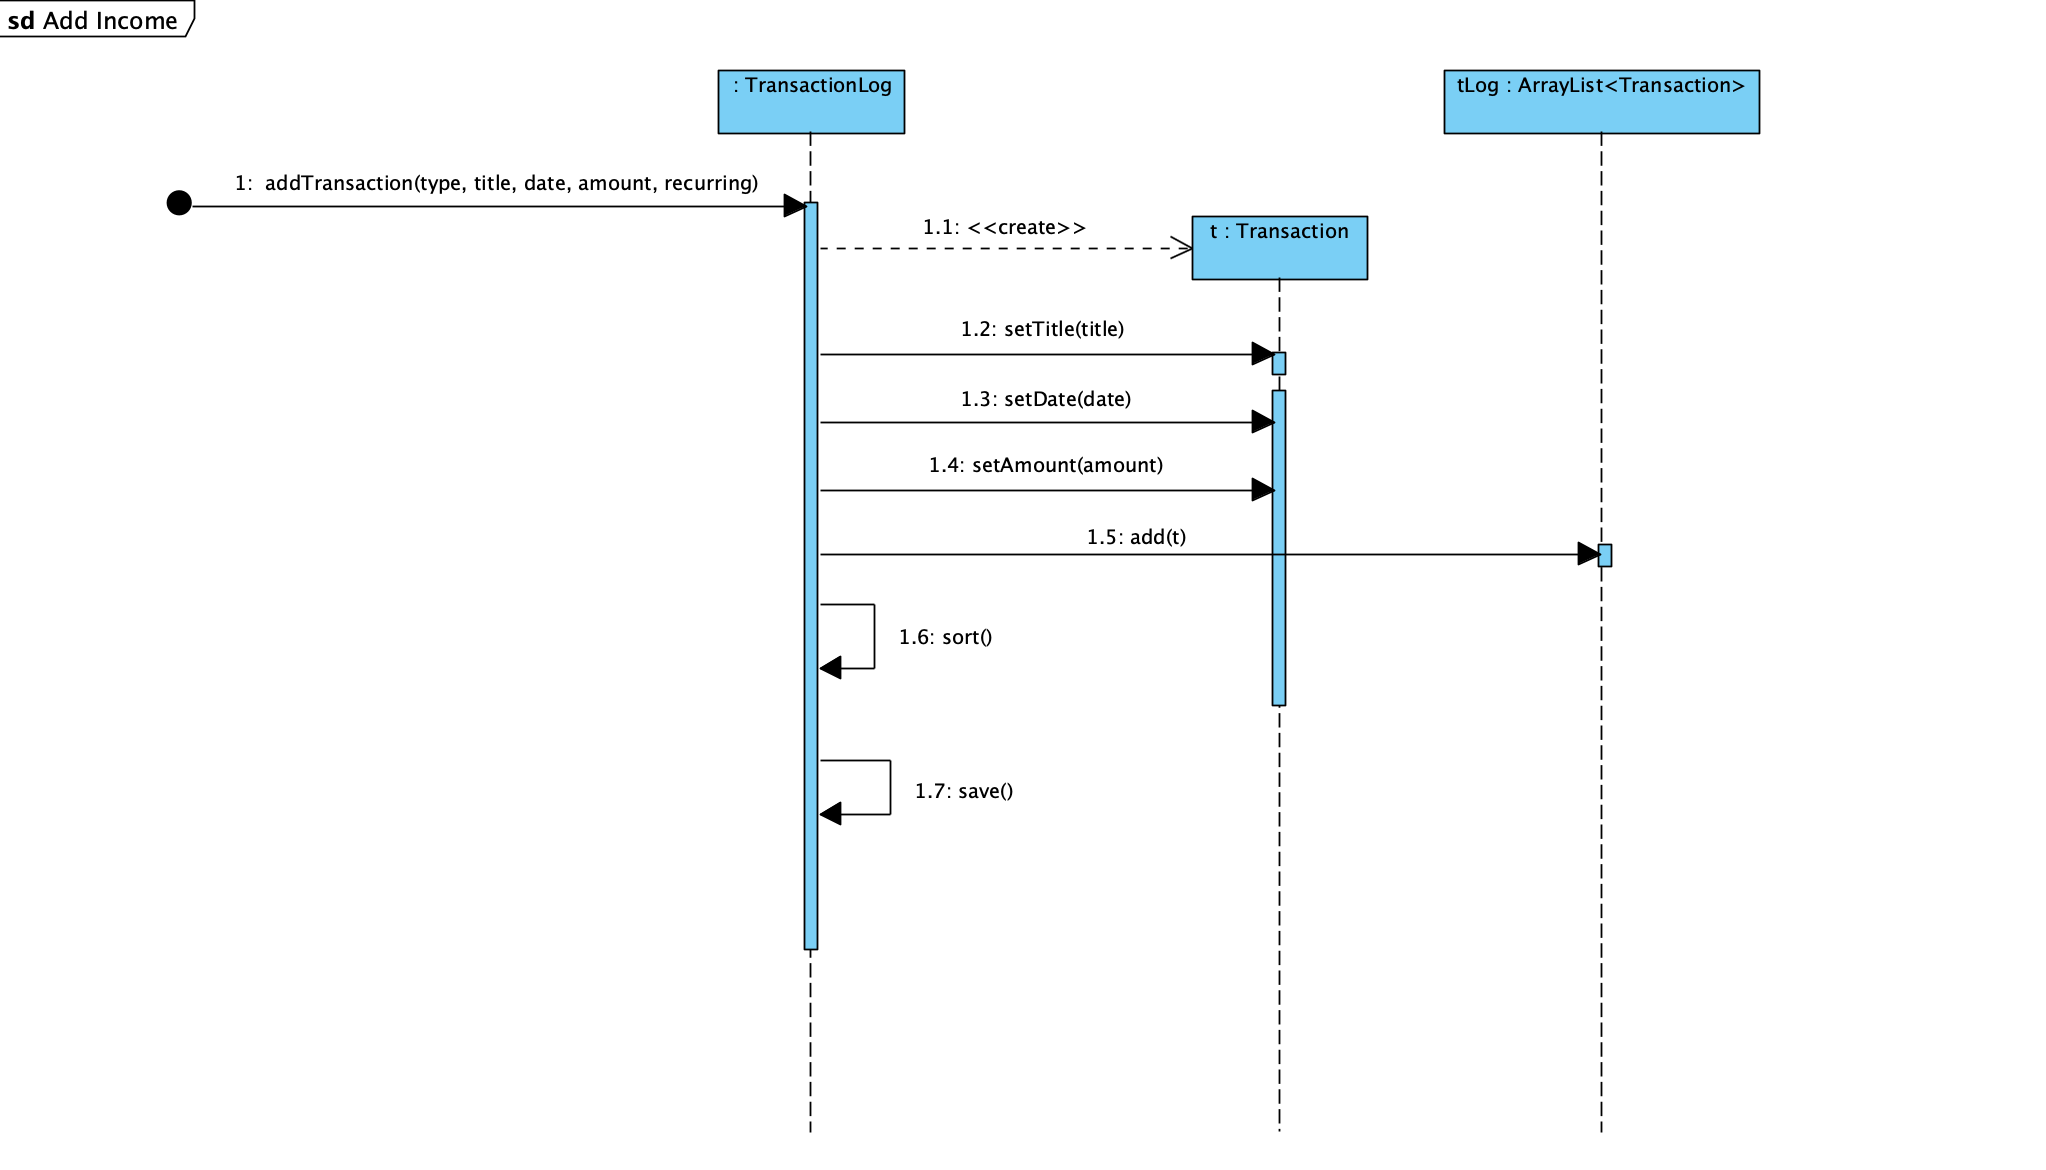 sd Add Income
: TransactionLog
tLog : ArrayList<Transaction>
1: addTransaction(type, title, date, amount, recurring)
1.1: <<create>>
t : Transaction
1.2: setTitle(title)
1.3: setDate(date)
1.4: setAmount(amount)
1.5: add(t)
1.6: sort()
1.7: save()